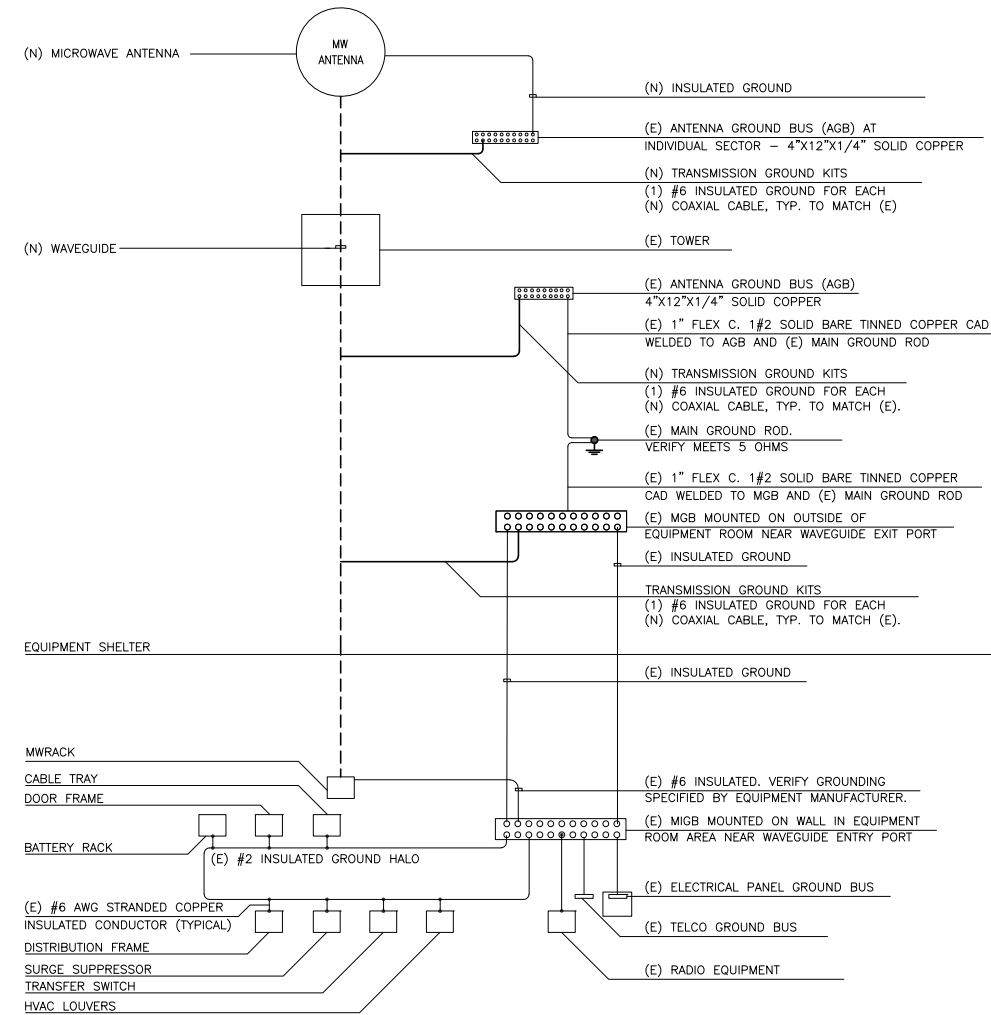 MW
ANTENNA
(N) MICROWAVE ANTENNA
(N) INSULATED GROUND
(E) ANTENNA GROUND BUS (AGB) AT
INDIVIDUAL SECTOR – 4"X12"X1/4" SOLID COPPER
(N) TRANSMISSION GROUND KITS
(1) #6 INSULATED GROUND FOR EACH
(N) COAXIAL CABLE, TYP. TO MATCH (E)
(N) WAVEGUIDE
(E) TOWER
(E) ANTENNA GROUND BUS (AGB)
4"X12"X1/4" SOLID COPPER
(E) 1" FLEX C. 1#2 SOLID BARE TINNED COPPER CAD
WELDED TO AGB AND (E) MAIN GROUND ROD
(N) TRANSMISSION GROUND KITS
(1) #6 INSULATED GROUND FOR EACH
(N) COAXIAL CABLE, TYP. TO MATCH (E).
(E) MAIN GROUND ROD.
VERIFY MEETS 5 OHMS
(E) 1" FLEX C. 1#2 SOLID BARE TINNED COPPER
CAD WELDED TO MGB AND (E) MAIN GROUND ROD
(E) MGB MOUNTED ON OUTSIDE OF
EQUIPMENT ROOM NEAR WAVEGUIDE EXIT PORT
(E) INSULATED GROUND
TRANSMISSION GROUND KITS
(1) #6 INSULATED GROUND FOR EACH
(N) COAXIAL CABLE, TYP. TO MATCH (E).
EQUIPMENT SHELTER
(E) INSULATED GROUND
MWRACK
CABLE TRAY
DOOR FRAME
BATTERY RACK
(E) #6 INSULATED. VERIFY GROUNDING
SPECIFIED BY EQUIPMENT MANUFACTURER.
(E) MIGB MOUNTED ON WALL IN EQUIPMENT
ROOM AREA NEAR WAVEGUIDE ENTRY PORT
(E) #2 INSULATED GROUND HALO
(E) ELECTRICAL PANEL GROUND BUS
(E) #6 AWG STRANDED COPPER
INSULATED CONDUCTOR (TYPICAL)
(E) TELCO GROUND BUS
DISTRIBUTION FRAME
SURGE SUPPRESSOR
(E) RADIO EQUIPMENT
TRANSFER SWITCH
HVAC LOUVERS